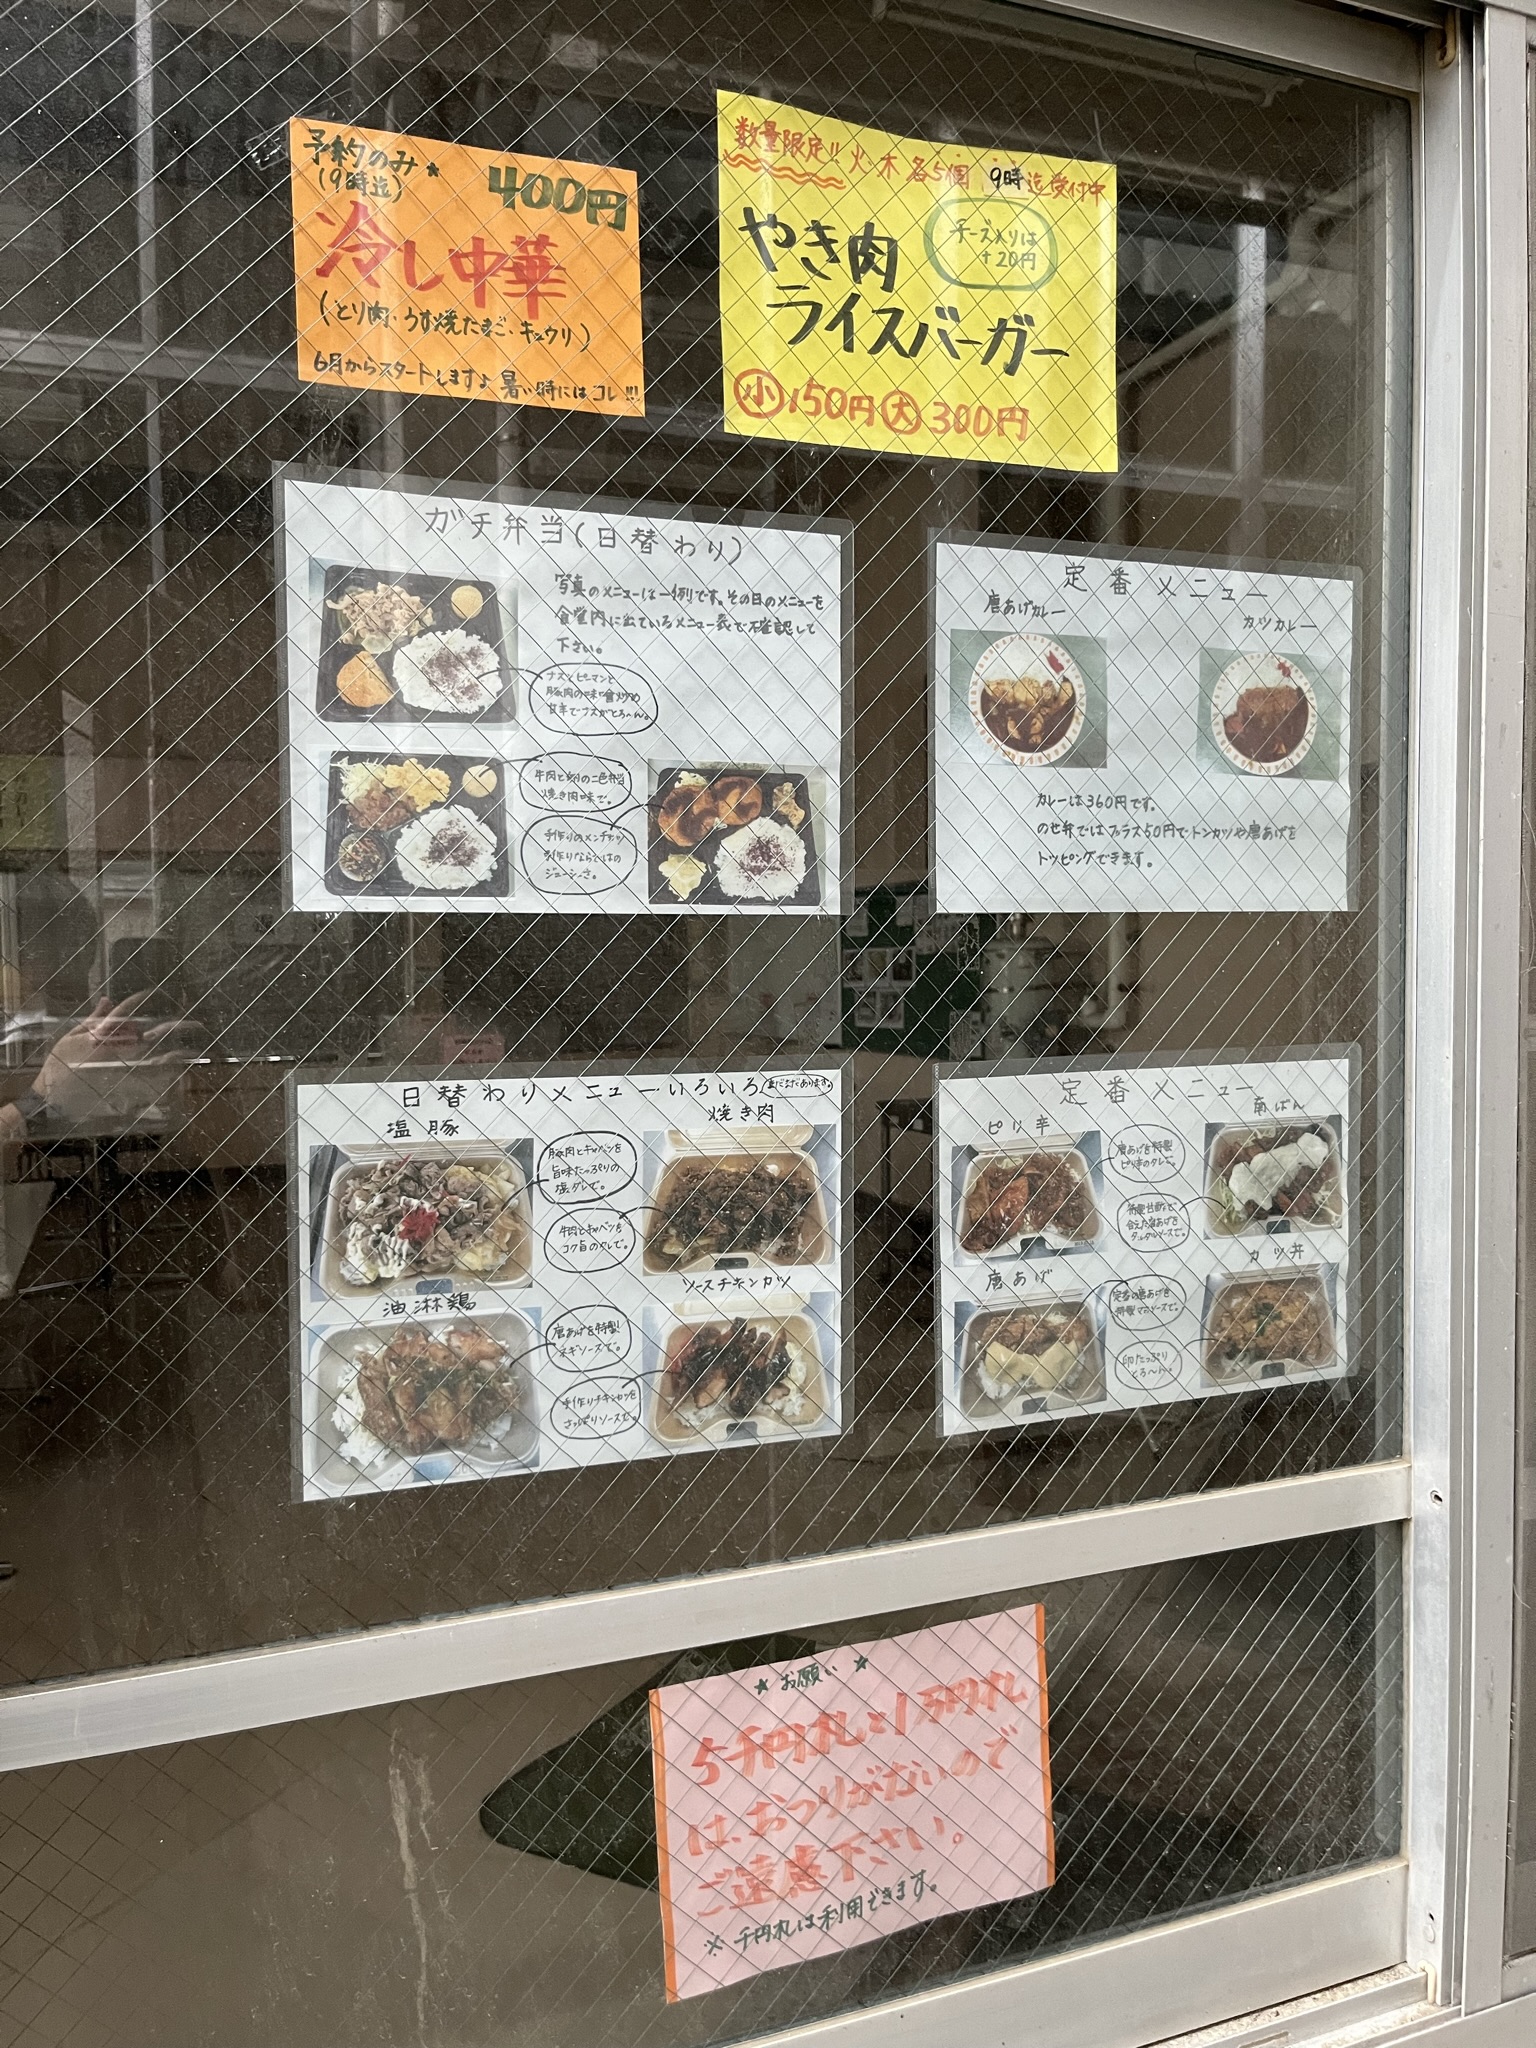 予約のみ★
(9時迄)
400円
冷し中華
(とり肉、うす焼たまご、キュウリ)
6月からスタートしますよ 暑い時にはコレ!!!
数量限定!! 火・木 各5個 9時迄受付中
やき肉
ライスバーガー
チーズ入りは
+20円
小 150円 大 300円
ガチ弁当(日替わり)
写真のメニューは一例です。その日のメニューを
食堂内に出ているメニュー表で確認して
下さい。
ナスとピーマンと
豚肉の味噌炒め
甘辛でナスがとろ〜ん。
牛肉と卵の二色弁当
焼き肉味で。
手作りのメンチカツ
手作りならではの
ジューシーさ。
定番メニュー
唐あげカレー
カツカレー
カレーは360円です。
のせ弁ではプラス50円でトンカツや唐あげを
トッピングできます。
日替わりメニューいろいろ
まだまだあります。
塩豚
焼き肉
豚肉とキャベツを
旨味たっぷりの
塩ダレで。
牛肉とキャベツを
コク旨のタレで。
油淋鶏
ソースチキンカツ
唐あげを特製
ネギソースで。
手作りチキンカツを
さっぱりソースで。
定番メニュー
ピリ辛
南ばん
唐あげを特製
ピリ辛のタレで。
特製甘酢で
合えた唐あげを
タルタルソースで。
唐あげ
カツ丼
定番の唐あげを
特製マヨソースで。
卵たっぷり
とろ〜ん。
★ お願い ★
5千円札と1万円札
は、おつりがないので
ご遠慮下さい。
※千円札は利用できます。